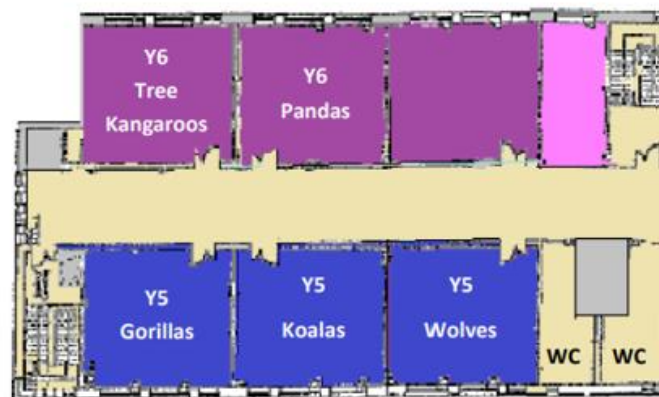 Y6
Tree
Kangaroos
Y6
Pandas
Y5
Gorillas
Y5
Koalas
Y5
Wolves
WC
WC